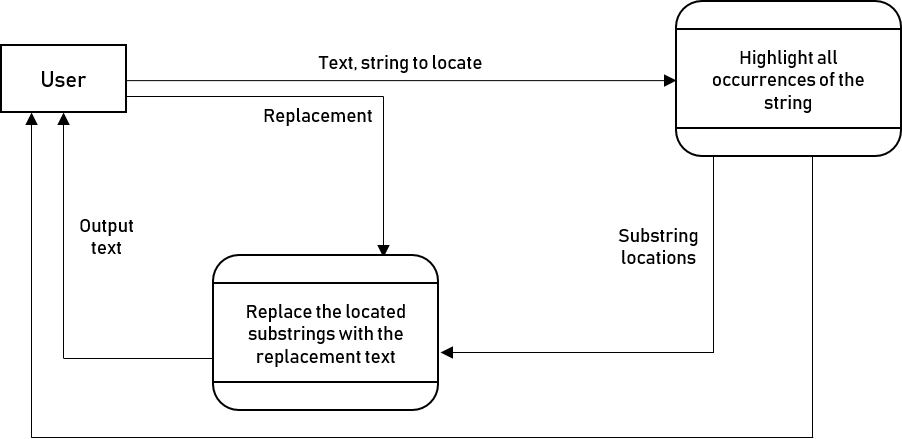 User
Text, string to locate
Replacement
Highlight all
occurrences of the
string
Output
text
Substring
locations
Replace the located
substrings with the
replacement text